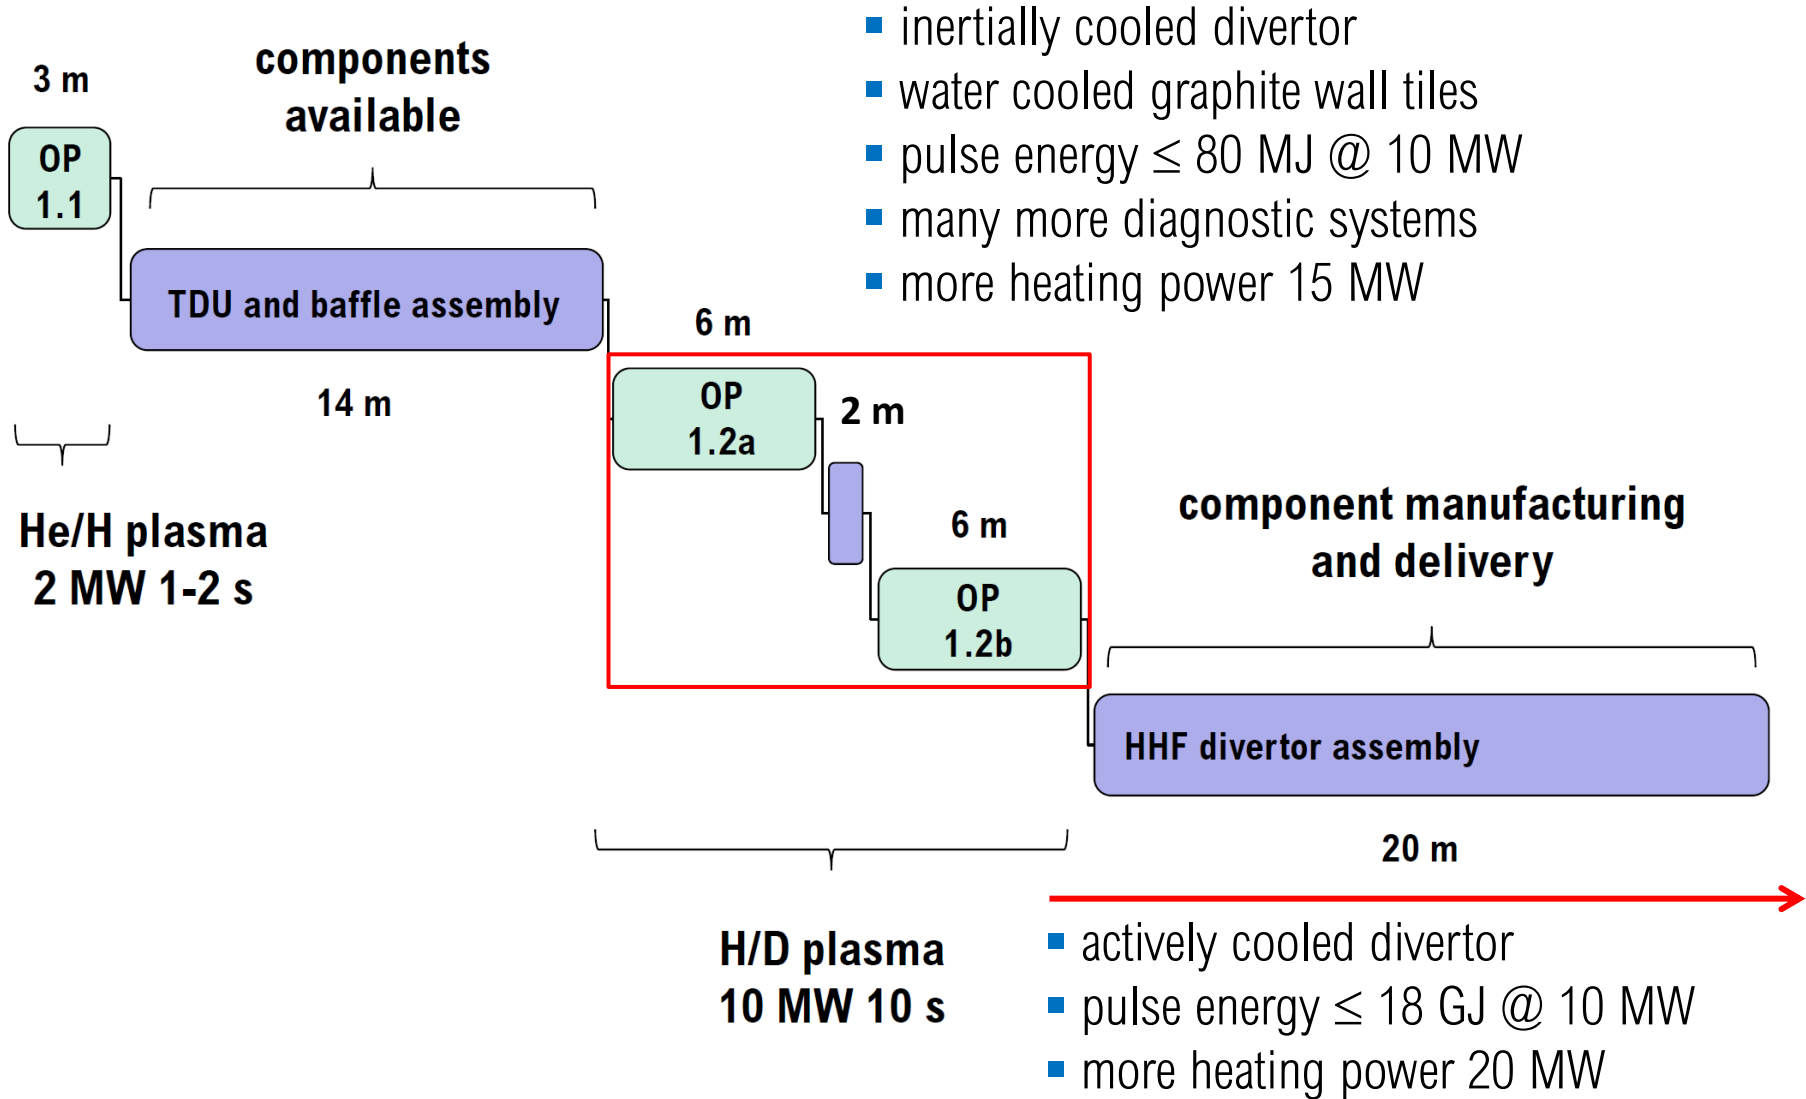 3 m
components
available
OP
1.1
TDU and baffle assembly
14 m
He/H plasma
2 MW 1-2 s
▪ inertially cooled divertor
▪ water cooled graphite wall tiles
▪ pulse energy ≤ 80 MJ @ 10 MW
▪ many more diagnostic systems
▪ more heating power 15 MW
6 m
OP
1.2a
2 m
6 m
OP
1.2b
H/D plasma
10 MW 10 s
component manufacturing
and delivery
HHF divertor assembly
20 m
▪ actively cooled divertor
▪ pulse energy ≤ 18 GJ @ 10 MW
▪ more heating power 20 MW